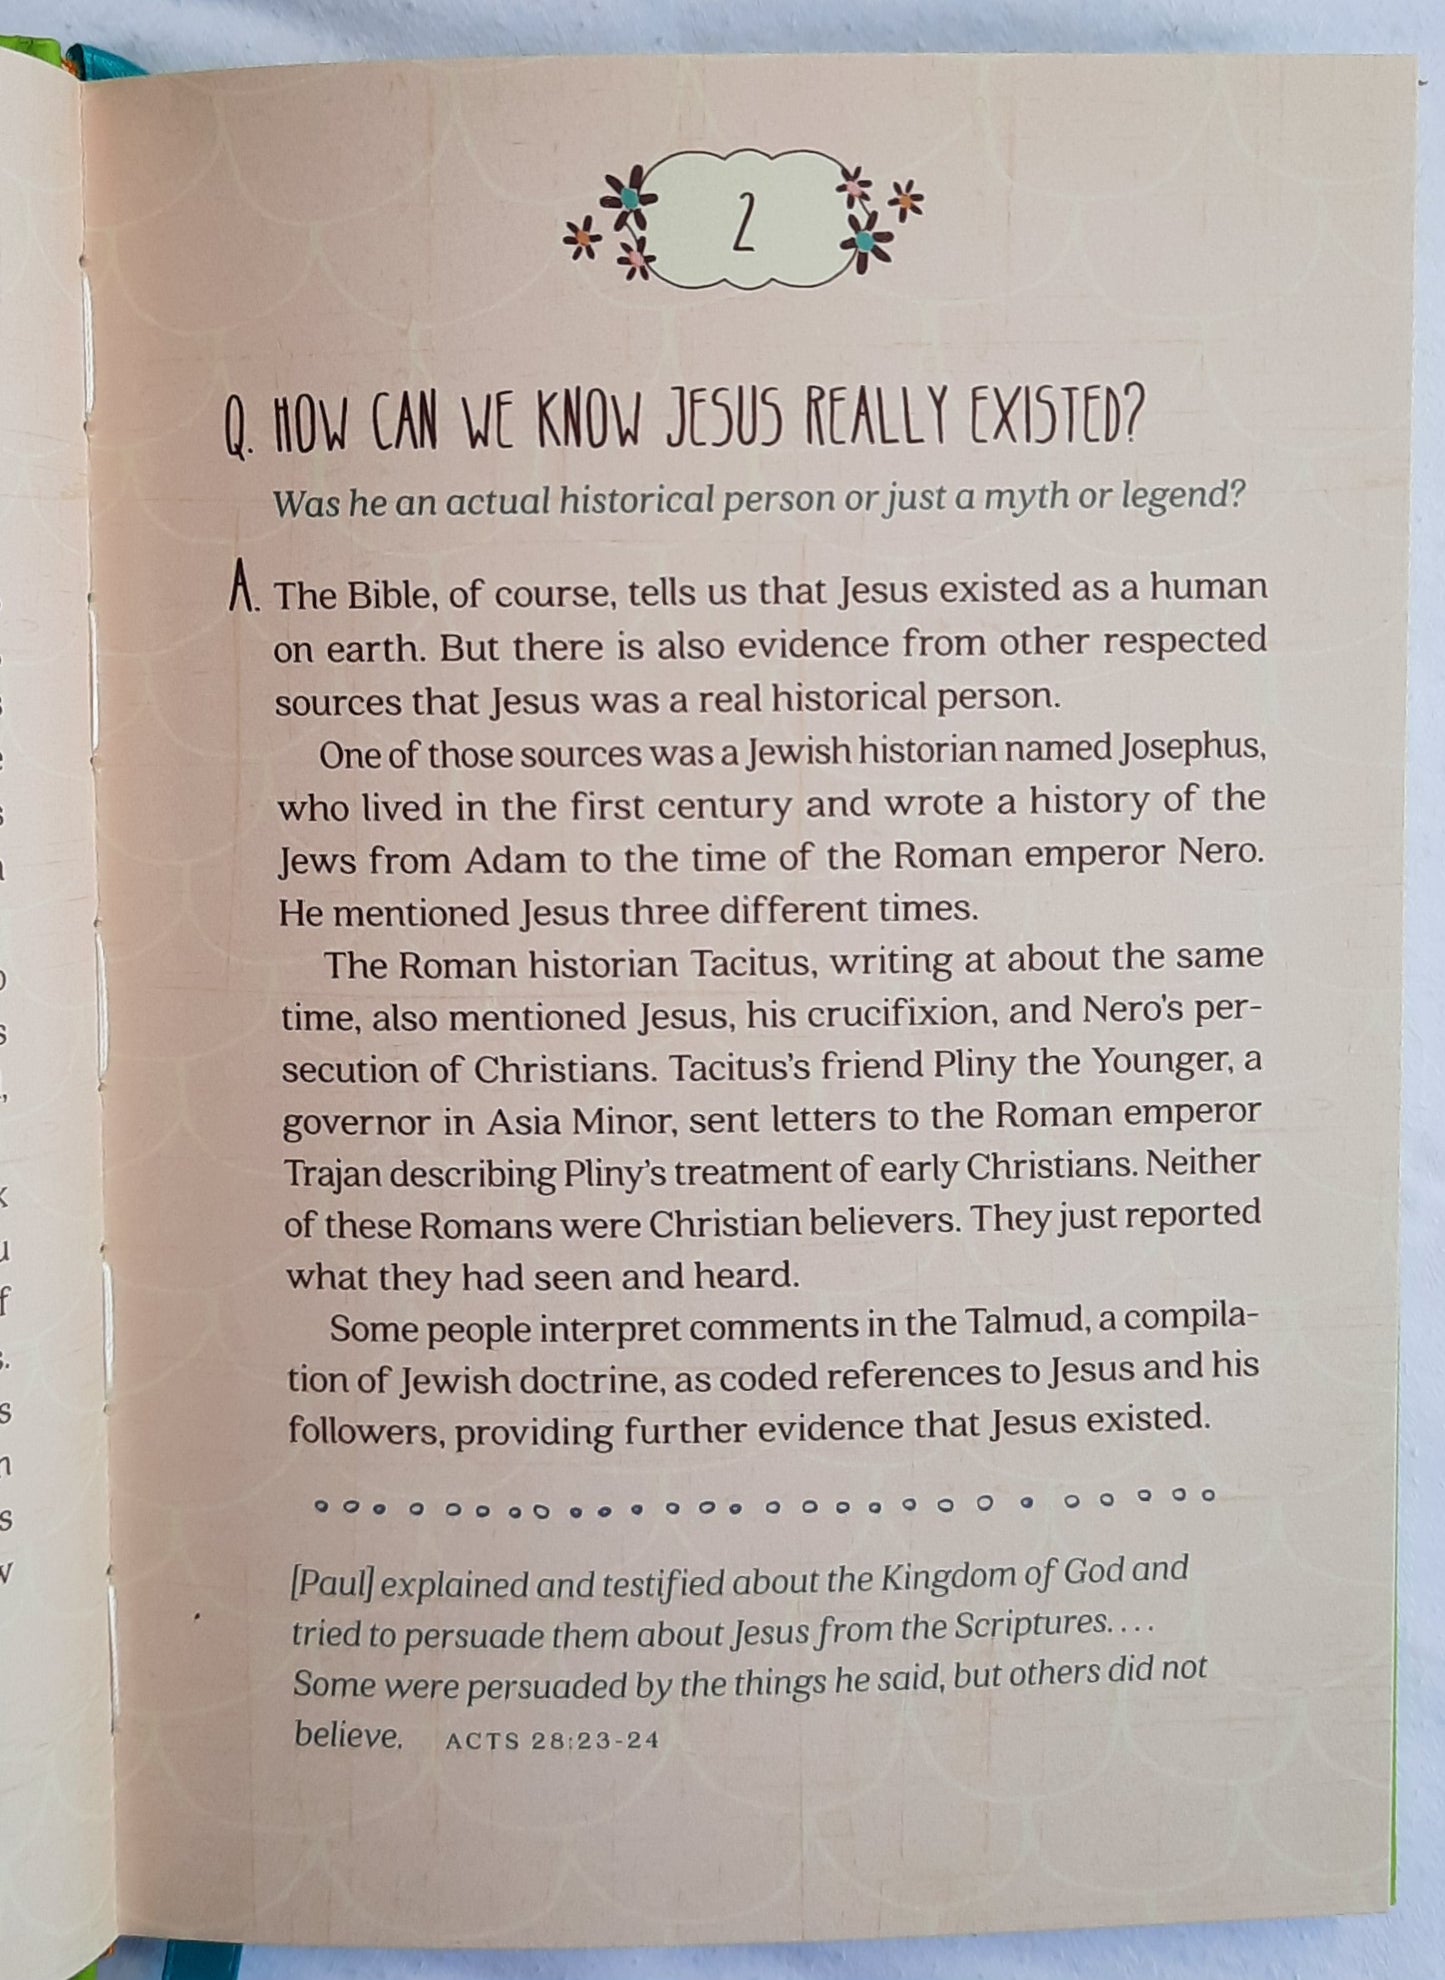 2
Q. HOW CAN WE KNOW JESUS REALLY EXISTED?
Was he an actual historical person or just a myth or legend?
A. The Bible, of course, tells us that Jesus existed as a human
on earth. But there is also evidence from other respected
sources that Jesus was a real historical person.
One of those sources was a Jewish historian named Josephus,
who lived in the first century and wrote a history of the
Jews from Adam to the time of the Roman emperor Nero.
He mentioned Jesus three different times.
The Roman historian Tacitus, writing at about the same
time, also mentioned Jesus, his crucifixion, and Nero's per-
secution of Christians. Tacitus's friend Pliny the Younger, a
governor in Asia Minor, sent letters to the Roman emperor
Trajan describing Pliny's treatment of early Christians. Neither
of these Romans were Christian believers. They just reported
what they had seen and heard.
Some people interpret comments in the Talmud, a compila-
tion of Jewish doctrine, as coded references to Jesus and his
followers, providing further evidence that Jesus existed.
[Paul] explained and testified about the Kingdom of God and
tried to persuade them about Jesus from the Scriptures. . . .
Some were persuaded by the things he said, but others did not
believe. ACTS 28:23-24